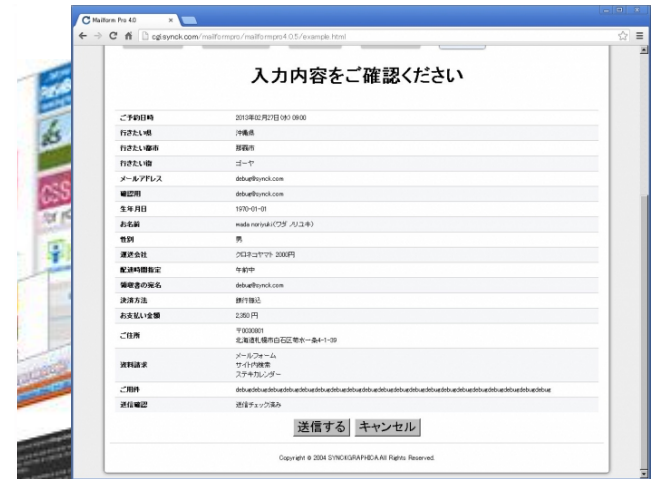 Mailform Pro 4.0
cgi.synck.com/mailformpro/mailformpro4.0.5/example.html
入力内容をご確認ください
ご予約日時 2013年02月27日(水) 09:00
行きたい県 沖縄県
行きたい都市 那覇市
行きたい街 ゴーヤ
メールアドレス debug@synck.com
確認用 debug@synck.com
生年月日 1970-01-01
お名前 wada noriyuki(ワダ ノリユキ)
性別 男
運送会社 クロネコヤマト 2000円
配達時間指定 午前中
領収書の宛名 debug@synck.com
決済方法 銀行振込
お支払い金額 2,350 円
ご住所 〒0030801
北海道札幌市白石区菊水一条4-1-39
資料請求 メールフォーム
サイト内検索
ステキカレンダー
ご用件
送信確認 送信チェック済み
送信する キャンセル
Copyright © 2004 SYNCKGRAPHICA All Rights Reserved.
CSS